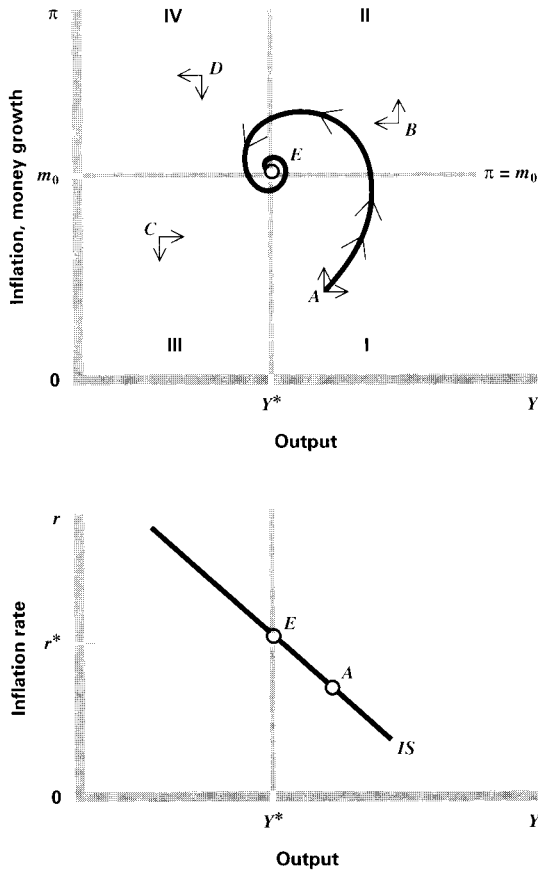 π
IV
II
D
B
E
m₀
π = m₀
C
A
III
I
0
Y*
Y
Inflation, money growth
Output
r
E
r*
A
IS
0
Y*
Y
Inflation rate
Output